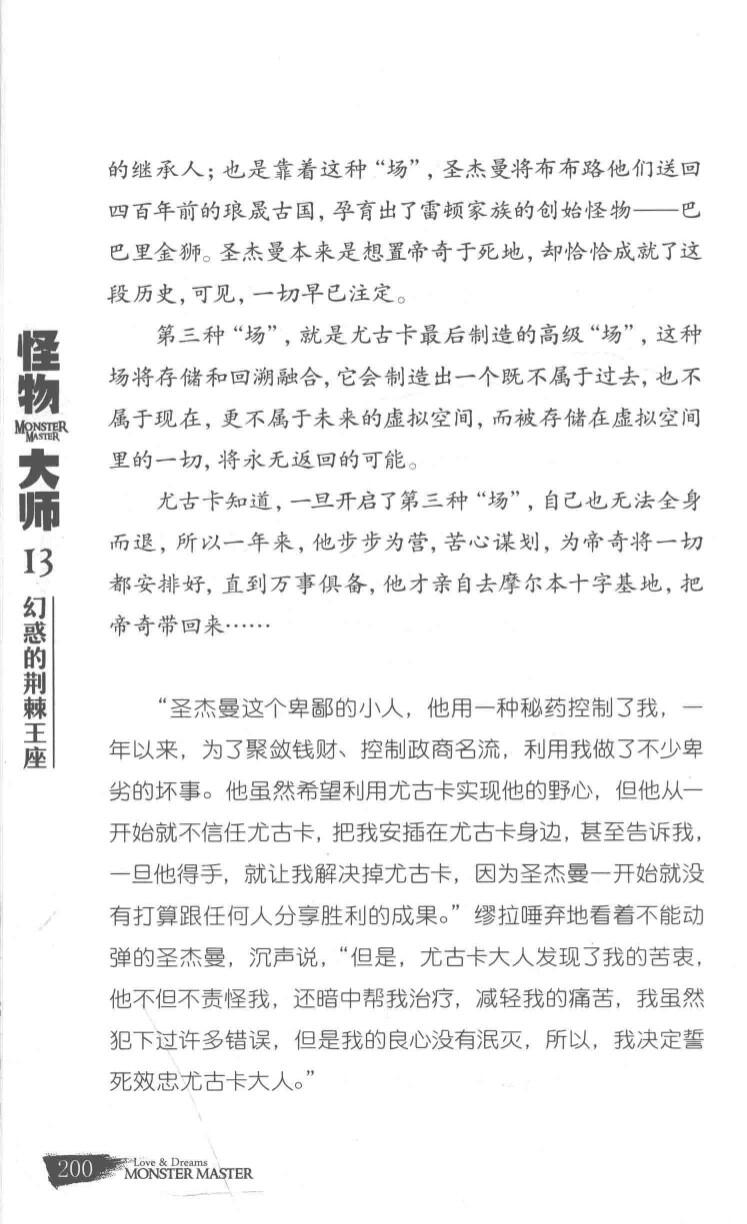 的继承人；也是靠着这种“场”，圣杰曼将布布路他们送回
四百年前的琅晟古国，孕育出了雷顿家族的创始怪物——巴
巴里金狮。圣杰曼本来是想置帝奇于死地，却恰恰成就了这
段历史，可见，一切早已注定。
第三种“场”，就是尤古卡最后制造的高级“场”，这种
场将存储和回溯融合，它会制造出一个既不属于过去，也不
属于现在，更不属于未来的虚拟空间，而被存储在虚拟空间
里的一切，将永无返回的可能。
尤古卡知道，一旦开启了第三种“场”，自己也无法全身
而退，所以一年来，他步步为营，苦心谋划，为帝奇将一切
都安排好，直到万事俱备，他才亲自去摩尔本十字基地，把
帝奇带回来……
“圣杰曼这个卑鄙的小人，他用一种秘药控制了我，一
年以来，为了聚敛钱财、控制政商名流，利用我做了不少卑
劣的坏事。他虽然希望利用尤古卡实现他的野心，但他从一
开始就不信任尤古卡，把我安插在尤古卡身边，甚至告诉我，
一旦他得手，就让我解决掉尤古卡，因为圣杰曼一开始就没
有打算跟任何人分享胜利的成果。”缪拉唾弃地看着不能动
弹的圣杰曼，沉声说，“但是，尤古卡大人发现了我的苦衷，
他不但不责怪我，还暗中帮我治疗，减轻我的痛苦，我虽然
犯下过许多错误，但是我的良心没有泯灭，所以，我决定誓
死效忠尤古卡大人。”
怪物
MONSTER
MASTER
大师
13
幻惑的荆棘王座
200
Love & Dreams
MONSTER MASTER